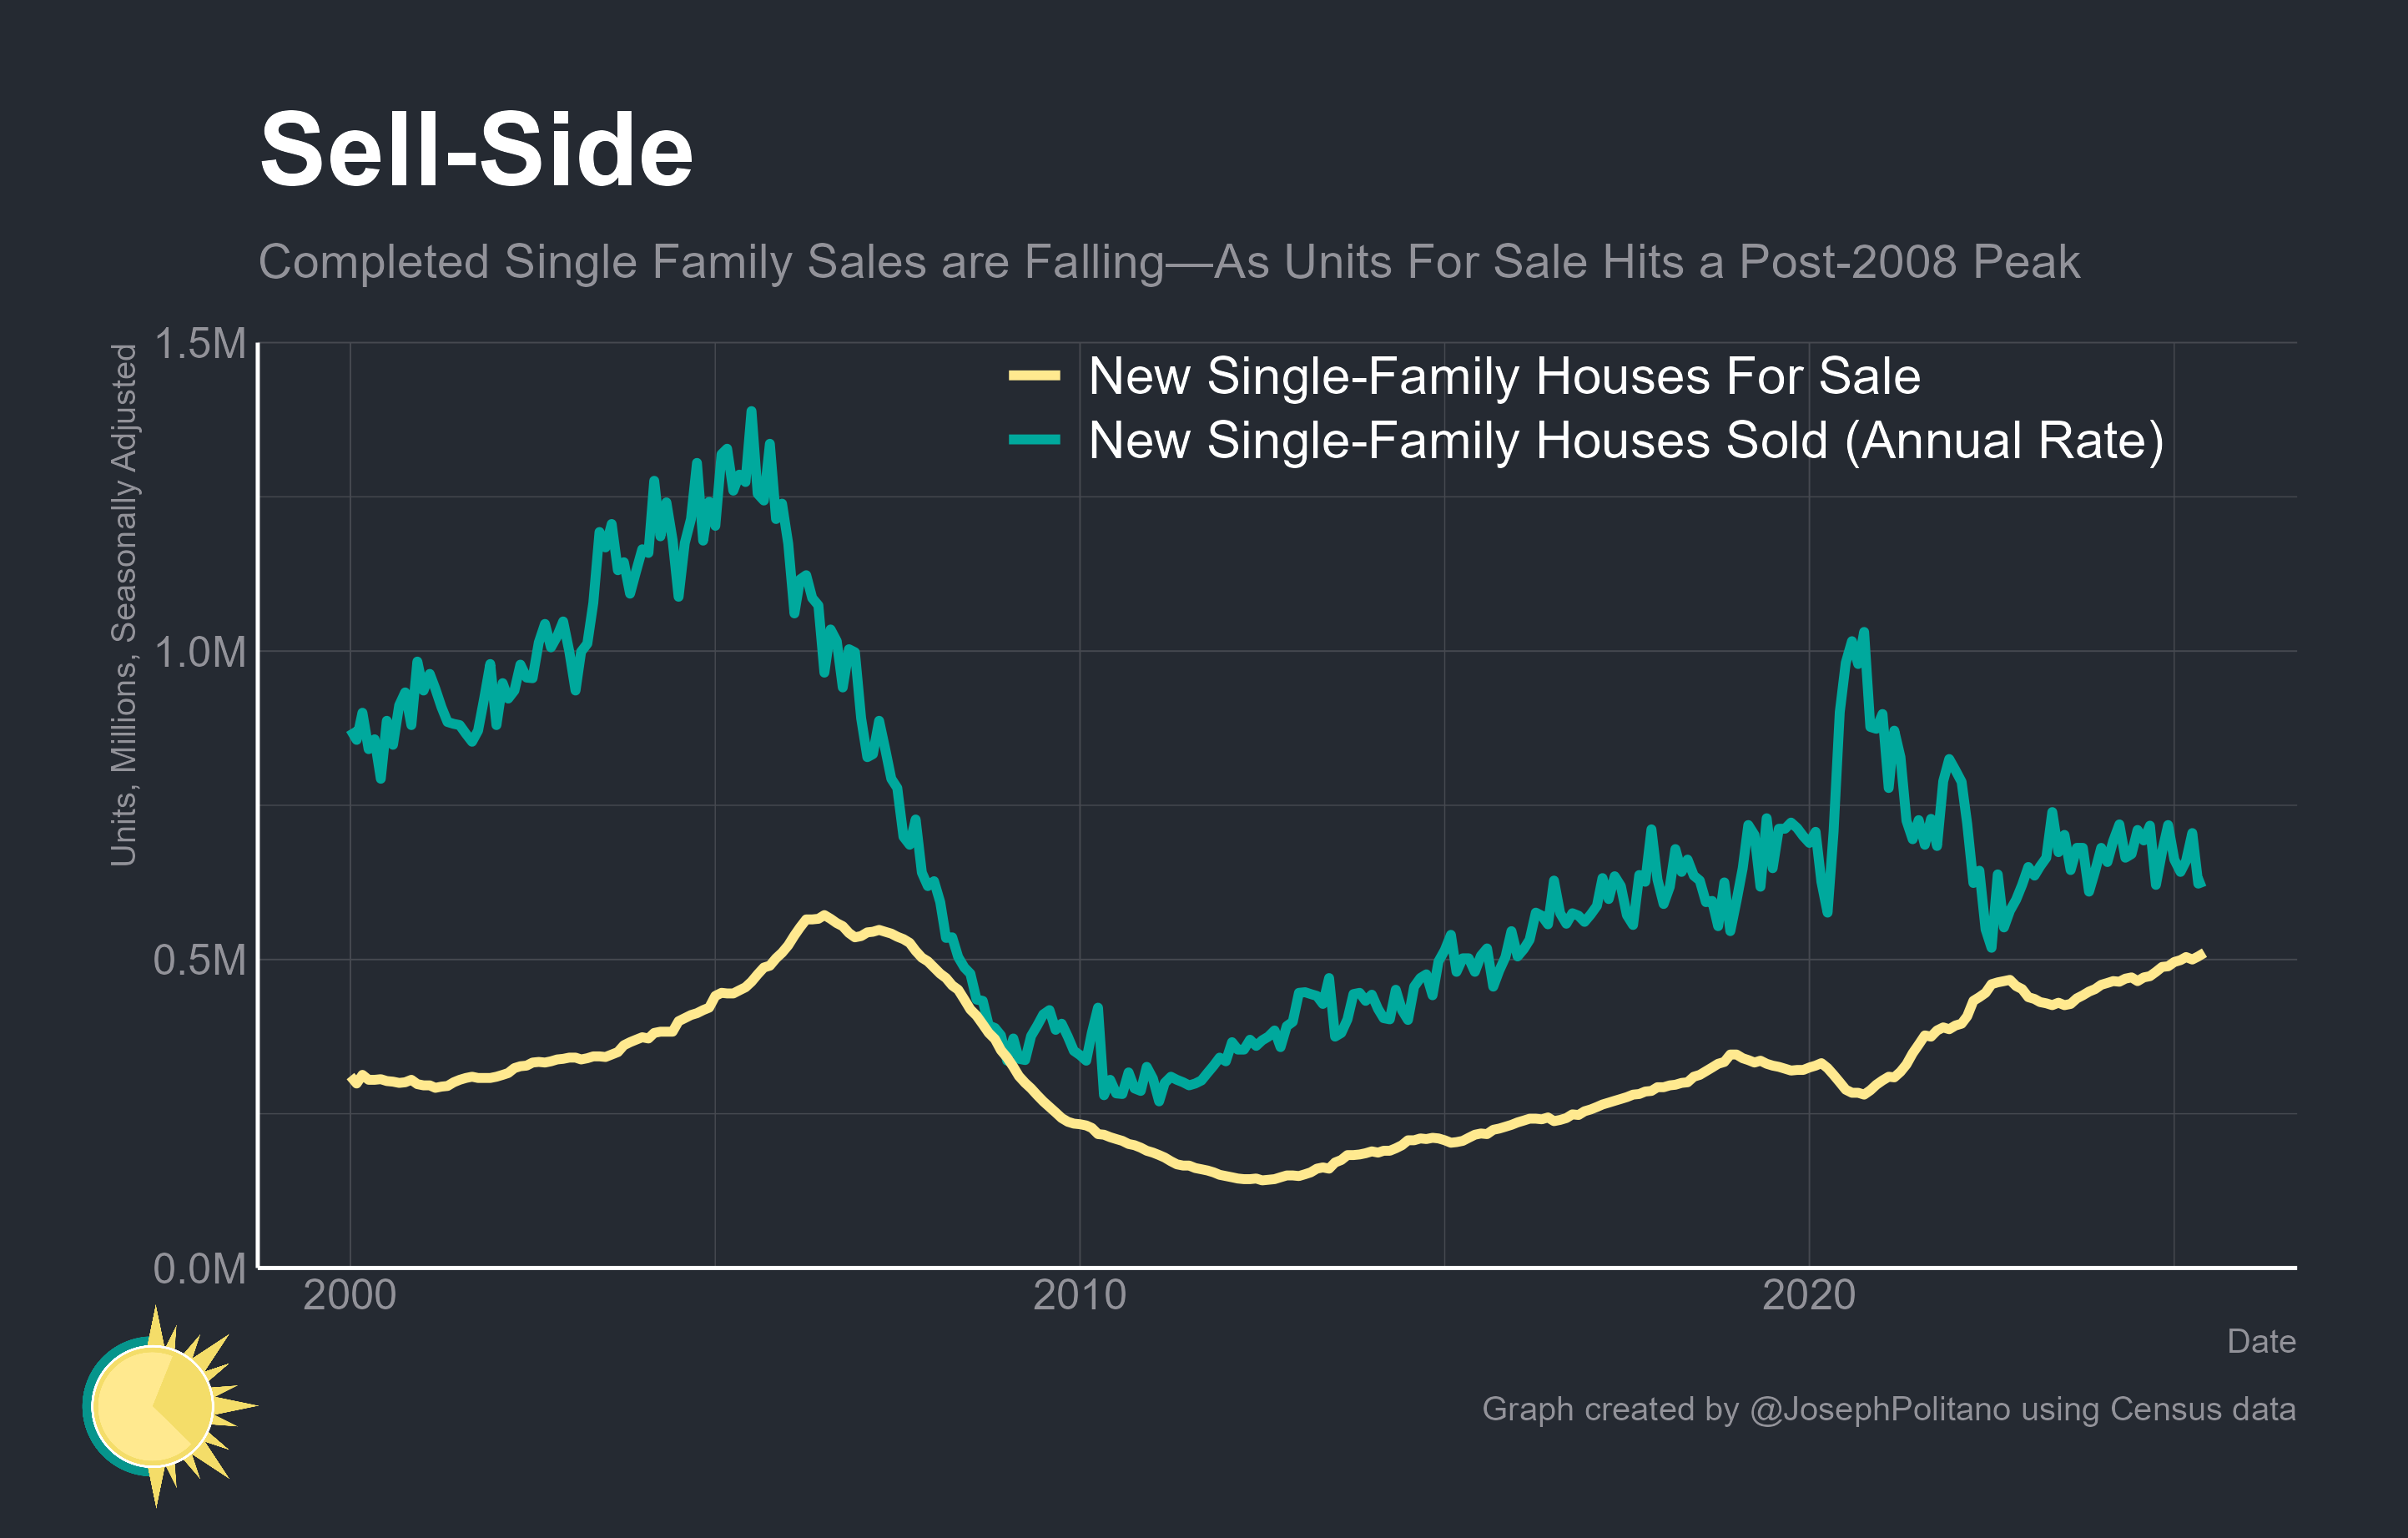 Sell-Side
Completed Single Family Sales are Falling—As Units For Sale Hits a Post-2008 Peak
Units, Millions, Seasonally Adjusted
1.5M
1.0M
0.5M
0.0M
New Single-Family Houses For Sale
New Single-Family Houses Sold (Annual Rate)
2000
2010
2020
Date
Graph created by @JosephPolitano using Census data